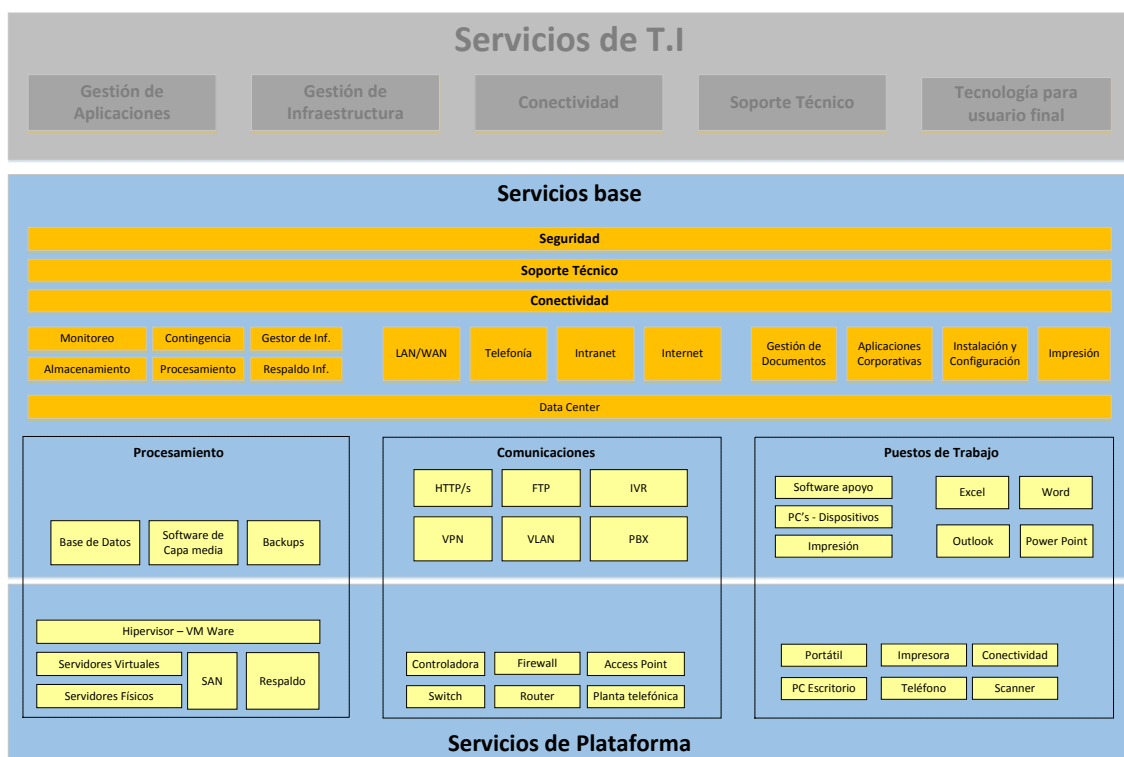 Servicios de T.I
Gestión de
Aplicaciones
Gestión de
Infraestructura
Conectividad
Soporte Técnico
Tecnología para
usuario final
Servicios base
Seguridad
Soporte Técnico
Conectividad
Monitoreo
Contingencia
Gestor de Inf.
Almacenamiento
Procesamiento
Respaldo Inf.
LAN/WAN
Telefonía
Intranet
Internet
Gestión de
Documentos
Aplicaciones
Corporativas
Instalación y
Configuración
Impresión
Data Center
Procesamiento
Base de Datos
Software de
Capa media
Backups
Hipervisor – VM Ware
Servidores Virtuales
Servidores Físicos
SAN
Respaldo
Comunicaciones
HTTP/s
FTP
IVR
VPN
VLAN
PBX
Controladora
Firewall
Access Point
Switch
Router
Planta telefónica
Puestos de Trabajo
Software apoyo
PC's - Dispositivos
Impresión
Excel
Word
Outlook
Power Point
Portátil
Impresora
Conectividad
PC Escritorio
Teléfono
Scanner
Servicios de Plataforma